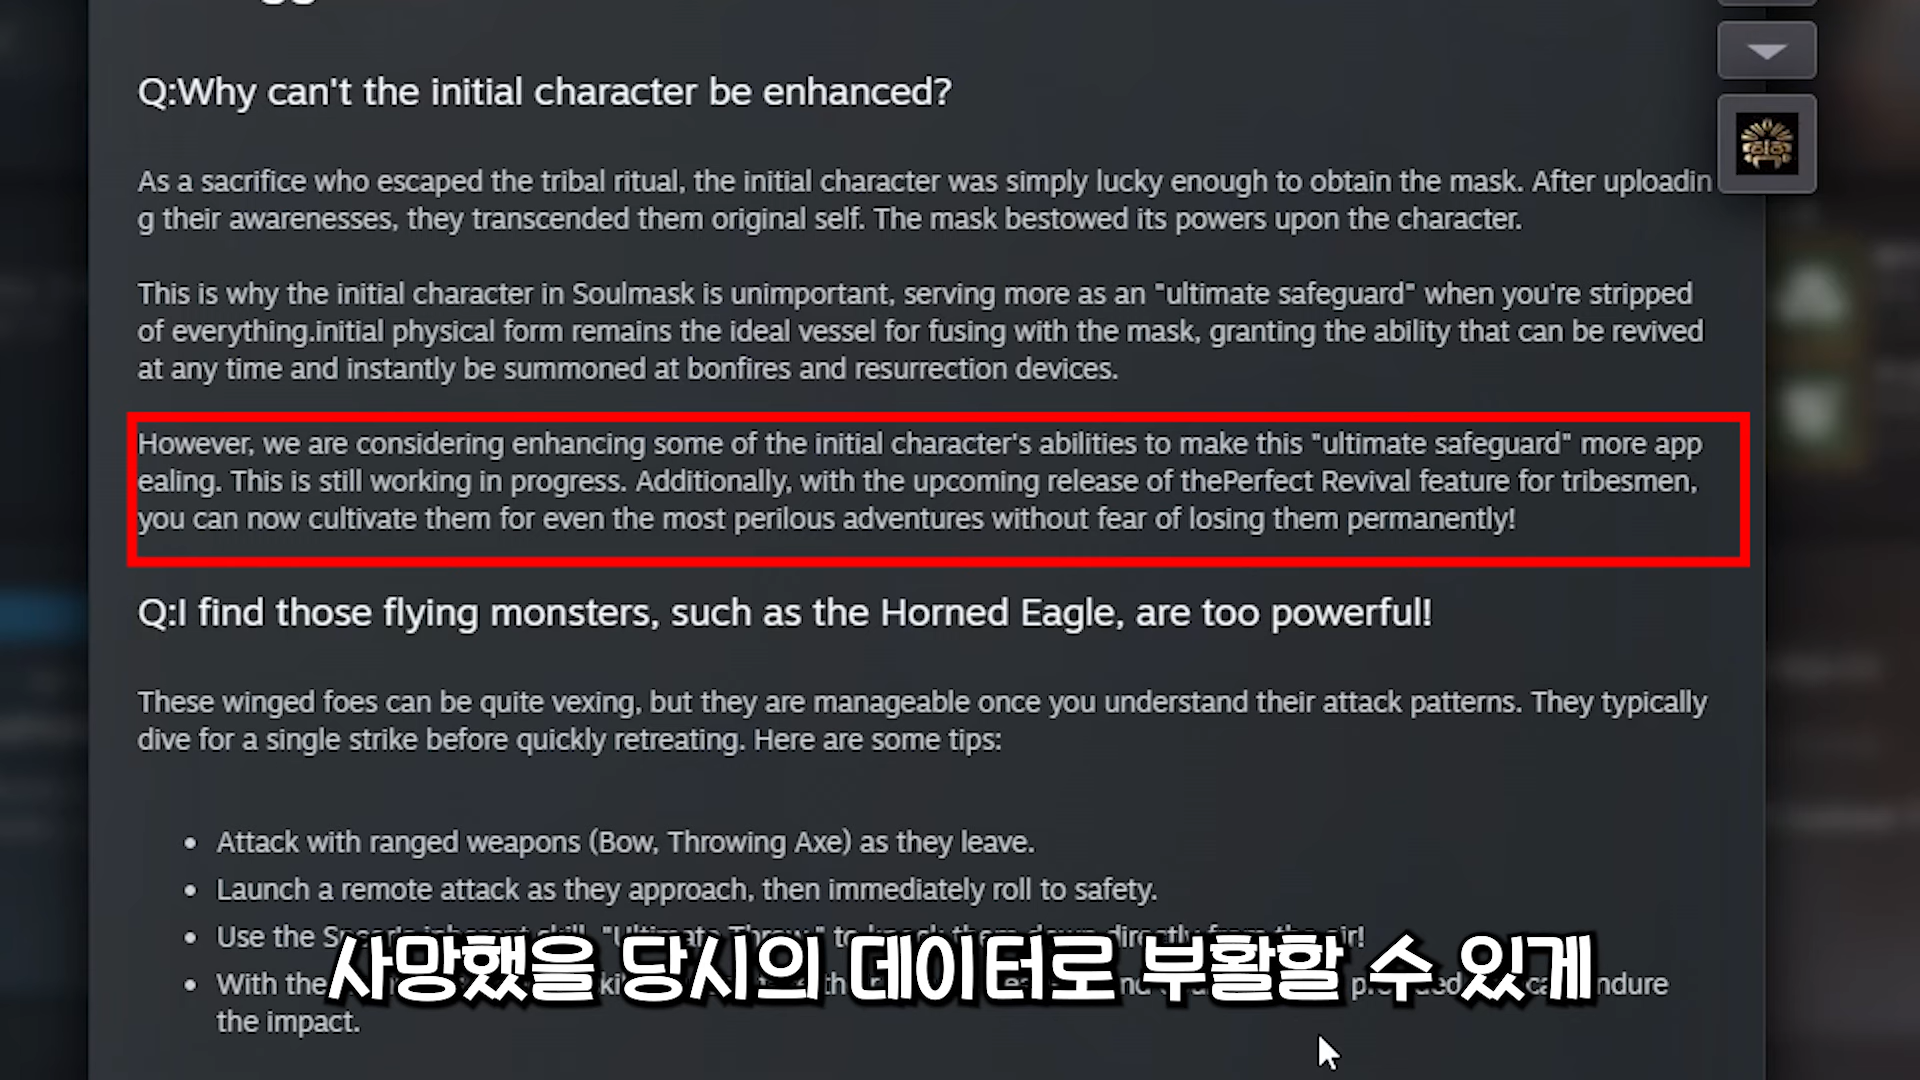 Q:Why can't the initial character be enhanced?
As a sacrifice who escaped the tribal ritual, the initial character was simply lucky enough to obtain the mask. After uploadin
g their awarenesses, they transcended them original self. The mask bestowed its powers upon the character.
This is why the initial character in Soulmask is unimportant, serving more as an "ultimate safeguard" when you're stripped
of everything.initial physical form remains the ideal vessel for fusing with the mask, granting the ability that can be revived
at any time and instantly be summoned at bonfires and resurrection devices.
However, we are considering enhancing some of the initial character's abilities to make this "ultimate safeguard" more app
ealing. This is still working in progress. Additionally, with the upcoming release of thePerfect Revival feature for tribesmen,
you can now cultivate them for even the most perilous adventures without fear of losing them permanently!
Q:I find those flying monsters, such as the Horned Eagle, are too powerful!
These winged foes can be quite vexing, but they are manageable once you understand their attack patterns. They typically
dive for a single strike before quickly retreating. Here are some tips:
• Attack with ranged weapons (Bow, Throwing Axe) as they leave.
• Launch a remote attack as they approach, then immediately roll to safety.
• Use the "Ultimate Throw," to knock them down directly from the air!
• With the
the impact.
사망했을 당시의 데이터로 부활할 수 있게